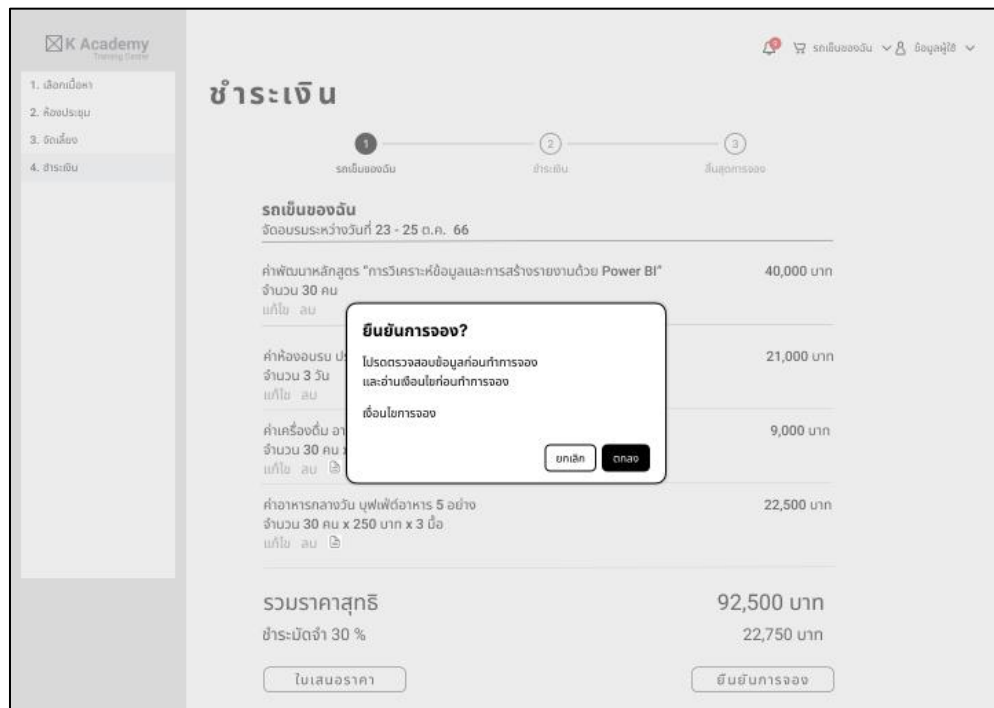 K Academy
Training Center
รถเข็นของฉัน
ข้อมูลผู้ใช้
1. เลือกเนื้อหา
2. ห้องประชุม
3. จัดเลี้ยง
4. ชำระเงิน
ชำระเงิน
1
2
3
รถเข็นของฉัน
ชำระเงิน
สิ้นสุดการจอง
รถเข็นของฉัน
จัดอบรมระหว่างวันที่ 23 - 25 ต.ค. 66
ค่าพัฒนาหลักสูตร "การวิเคราะห์ข้อมูลและการสร้างรายงานด้วย Power BI"
40,000 บาท
จำนวน 30 คน
แก้ไข ลบ
ค่าห้องอบรม
21,000 บาท
จำนวน 3 วัน
แก้ไข ลบ
ค่าเครื่องดื่ม
9,000 บาท
จำนวน 30 คน
แก้ไข ลบ
ยืนยันการจอง?
โปรดตรวจสอบข้อมูลก่อนทำการจอง
และอ่านเงื่อนไขก่อนทำการจอง
เงื่อนไขการจอง
ยกเลิก
ตกลง
ค่าอาหารกลางวัน บุฟเฟ่ต์อาหาร 5 อย่าง
22,500 บาท
จำนวน 30 คน x 250 บาท x 3 มื้อ
แก้ไข ลบ
รวมราคาสุทธิ
92,500 บาท
ชำระมัดจำ 30 %
22,750 บาท
ใบเสนอราคา
ยืนยันการจอง